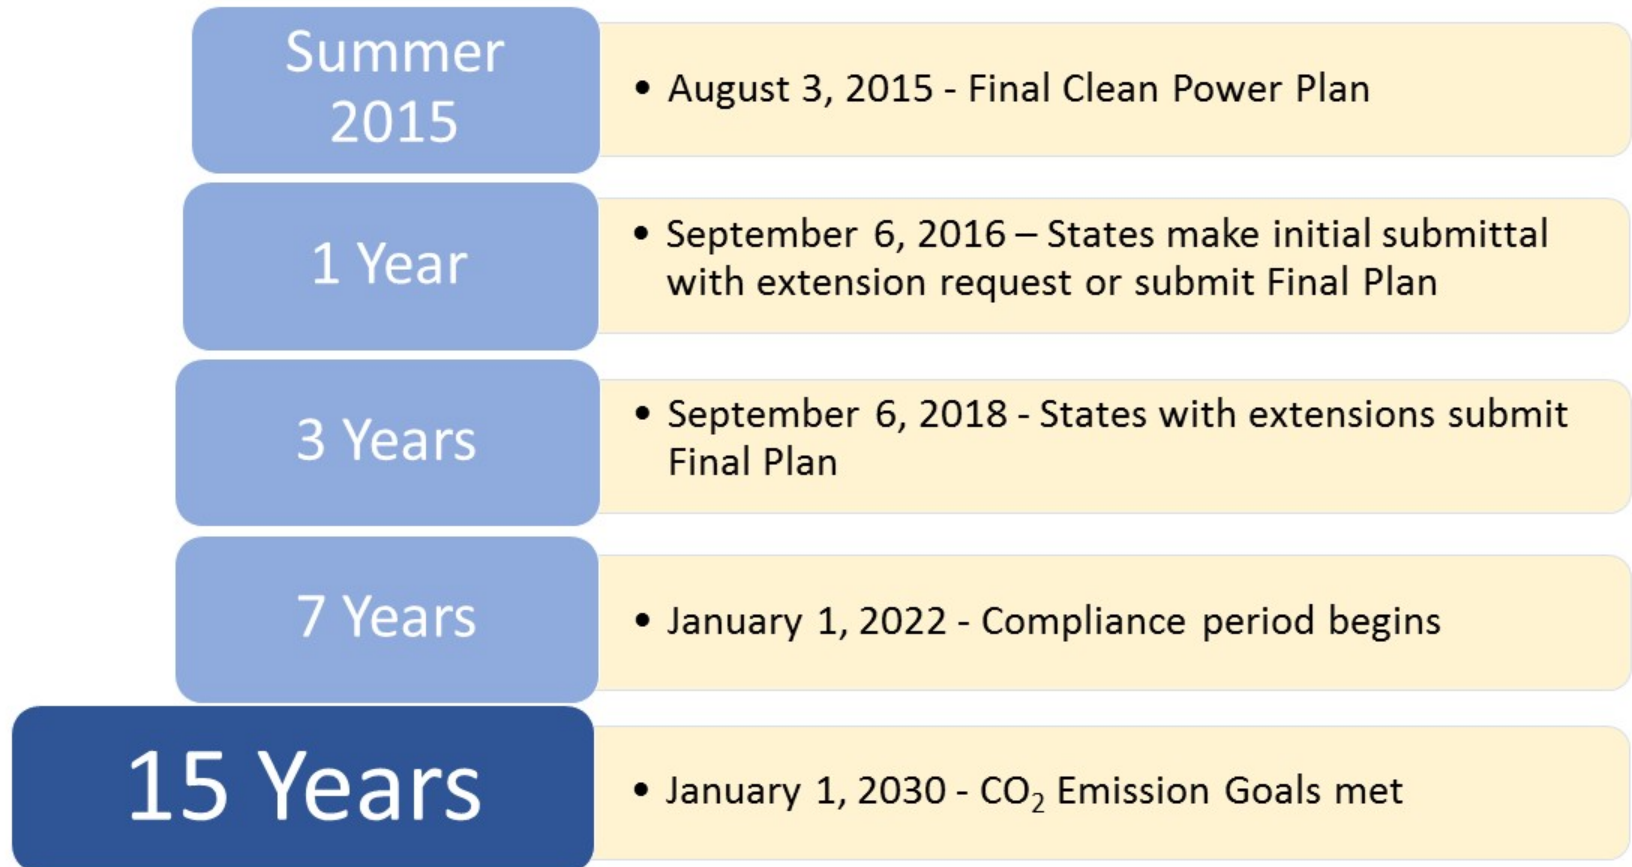 Summer
2015
• August 3, 2015 - Final Clean Power Plan
1 Year
• September 6, 2016 – States make initial submittal
with extension request or submit Final Plan
3 Years
• September 6, 2018 - States with extensions submit
Final Plan
7 Years
• January 1, 2022 - Compliance period begins
15 Years
• January 1, 2030 - CO₂ Emission Goals met